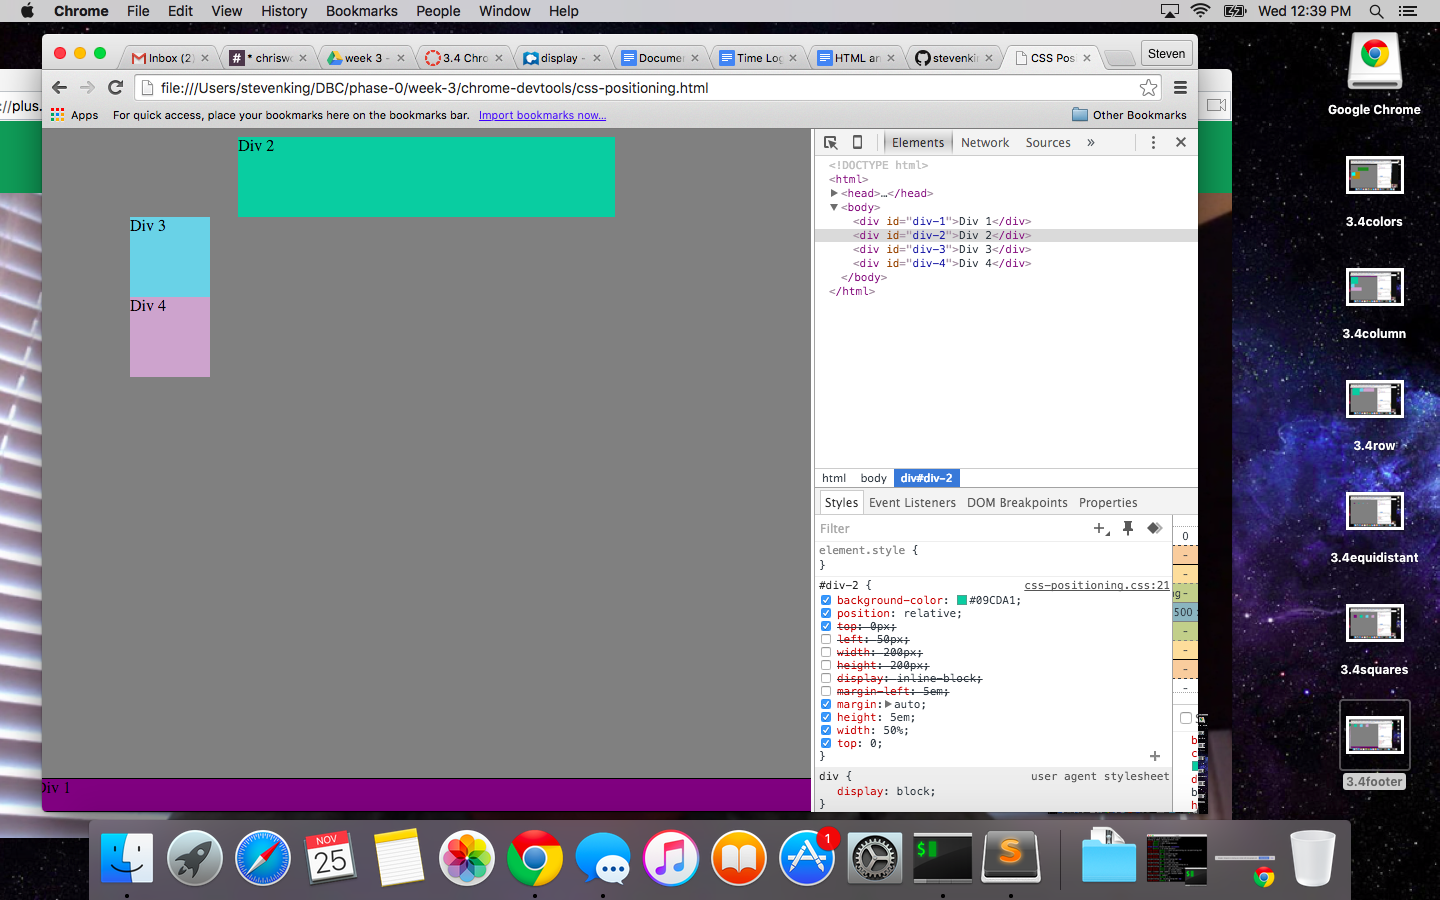 Chrome File Edit View History Bookmarks People Window Help
Wed 12:39 PM
Inbox (2
* chrisw
week 3 -
3.4 Chro
display -
Docume
Time Log
HTML an
stevenki
CSS Pos
Steven
://plus.
file:///Users/stevenking/DBC/phase-0/week-3/chrome-devtools/css-positioning.html
Apps For quick access, place your bookmarks here on the bookmarks bar. Import bookmarks now...
Other Bookmarks
Div 2
Div 3
Div 4
Div 1
Elements Network Sources »
<!DOCTYPE html>
<html>
<head>…</head>
<body>
<div id="div-1">Div 1</div>
<div id="div-2">Div 2</div>
<div id="div-3">Div 3</div>
<div id="div-4">Div 4</div>
</body>
</html>
html body div#div-2
Styles Event Listeners DOM Breakpoints Properties
Filter
element.style {
}
#div-2 { css-positioning.css:21
background-color: #09CDA1;
position: relative;
top: 0px;
left: 50px;
width: 200px;
height: 200px;
display: inline-block;
margin-left: 5em;
margin: auto;
height: 5em;
width: 50%;
top: 0;
}
div { user agent stylesheet
display: block;
}
0
-
-
-
500
-
-
-
-
b
c
d
b
h
Google Chrome
3.4colors
3.4column
3.4row
3.4equidistant
3.4squares
3.4footer
NOV
25
1
$
S